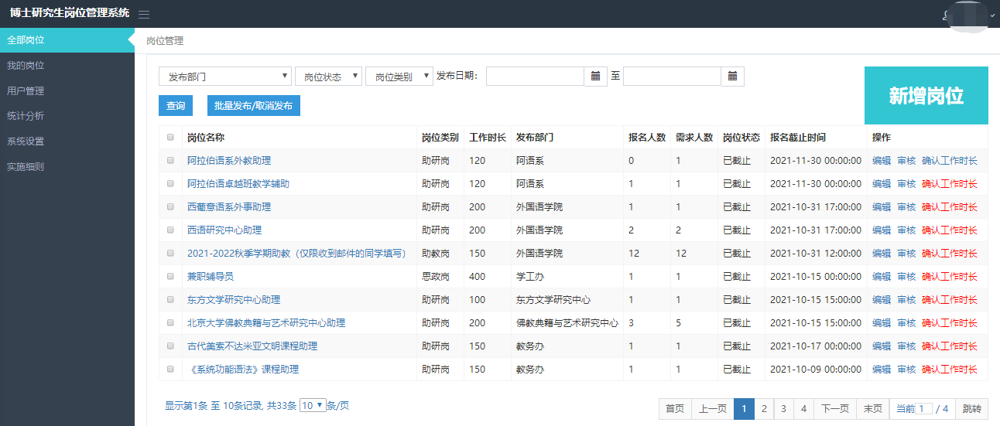 博士研究生岗位管理系统
全部岗位
我的岗位
用户管理
统计分析
系统设置
实施细则
岗位管理
发布部门 岗位状态 岗位类别 发布日期： 至
查询 批量发布/取消发布
新增岗位
岗位名称 岗位类别 工作时长 发布部门 报名人数 需求人数 岗位状态 报名截止时间 操作
阿拉伯语系外教助理 助研岗 120 阿语系 0 1 已截止 2021-11-30 00:00:00 编辑 审核 确认工作时长
阿拉伯语卓越班教学辅助 助研岗 120 阿语系 1 1 已截止 2021-11-30 00:00:00 编辑 审核 确认工作时长
西葡意语系外事助理 助研岗 200 外国语学院 1 1 已截止 2021-10-31 17:00:00 编辑 审核 确认工作时长
西语研究中心助理 助研岗 200 外国语学院 2 2 已截止 2021-10-31 17:00:00 编辑 审核 确认工作时长
2021-2022秋季学期助教（仅限收到邮件的同学填写） 助教岗 150 外国语学院 12 12 已截止 2021-10-31 12:00:00 编辑 审核 确认工作时长
兼职辅导员 思政岗 400 学工办 1 1 已截止 2021-10-15 00:00:00 编辑 审核 确认工作时长
东方文学研究中心助理 助研岗 100 东方文学研究中心 1 1 已截止 2021-10-15 15:00:00 编辑 审核 确认工作时长
北京大学佛教典籍与艺术研究中心助理 助研岗 200 佛教典籍与艺术研究中心 3 5 已截止 2021-10-15 15:00:00 编辑 审核 确认工作时长
古代美索不达米亚文明课程助理 助研岗 150 教务办 1 1 已截止 2021-10-17 00:00:00 编辑 审核 确认工作时长
《系统功能语法》课程助理 助研岗 150 教务办 1 1 已截止 2021-10-09 00:00:00 编辑 审核 确认工作时长
显示第1条 至 10条记录, 共33条 10 条/页
首页 上一页 1 2 3 4 下一页 末页 当前 1 / 4 跳转